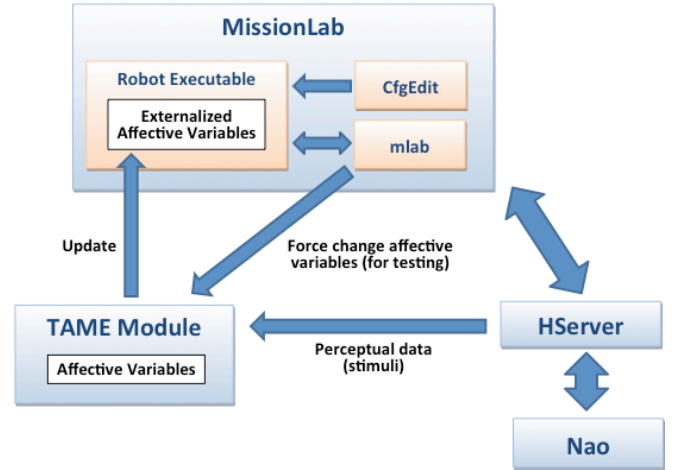 MissionLab
Robot Executable
Externalized
Affective Variables
CfgEdit
mlab
Update
Force change affective
variables (for testing)
TAME Module
Affective Variables
Perceptual data
(stimuli)
HServer
Nao